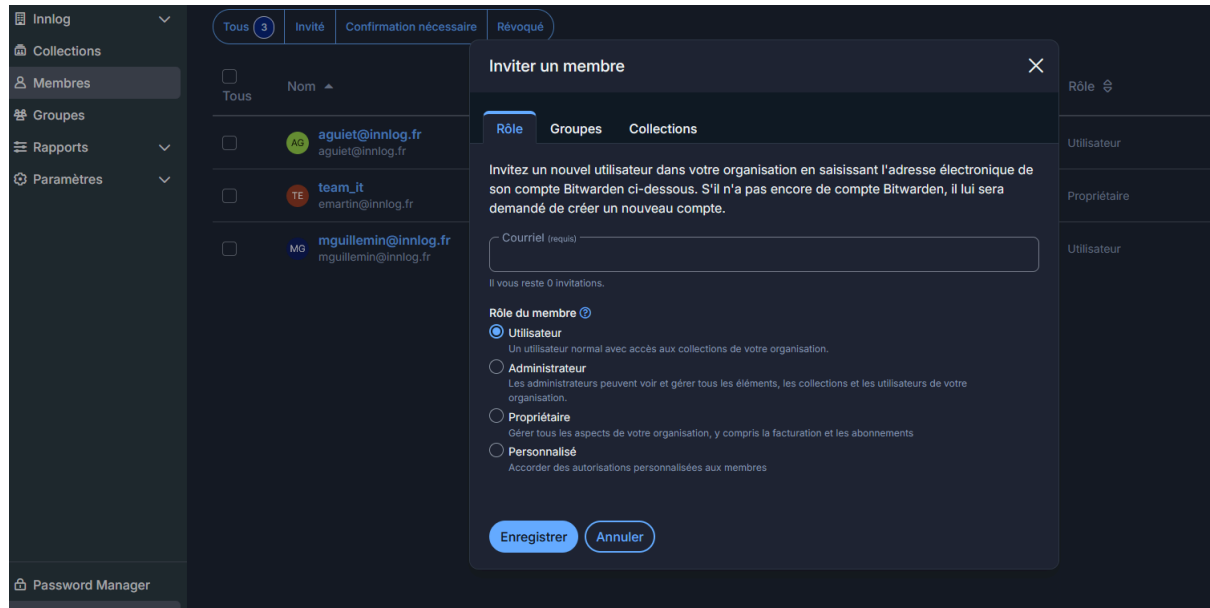 Innlog
Collections
Membres
Groupes
Rapports
Paramètres
Password Manager
Tous 3 Invité Confirmation nécessaire Révoqué
Tous Nom Rôle
AG aguiet@innlog.fr Utilisateur
aguiet@innlog.fr
TE team_it Propriétaire
emartin@innlog.fr
MG mguillemin@innlog.fr Utilisateur
mguillemin@innlog.fr
Inviter un membre
Rôle Groupes Collections
Invitez un nouvel utilisateur dans votre organisation en saisissant l'adresse électronique de
son compte Bitwarden ci-dessous. S'il n'a pas encore de compte Bitwarden, il lui sera
demandé de créer un nouveau compte.
Courriel (requis)
Il vous reste 0 invitations.
Rôle du membre
Utilisateur
Un utilisateur normal avec accès aux collections de votre organisation.
Administrateur
Les administrateurs peuvent voir et gérer tous les éléments, les collections et les utilisateurs de votre
organisation.
Propriétaire
Gérer tous les aspects de votre organisation, y compris la facturation et les abonnements
Personnalisé
Accorder des autorisations personnalisées aux membres
Enregistrer Annuler